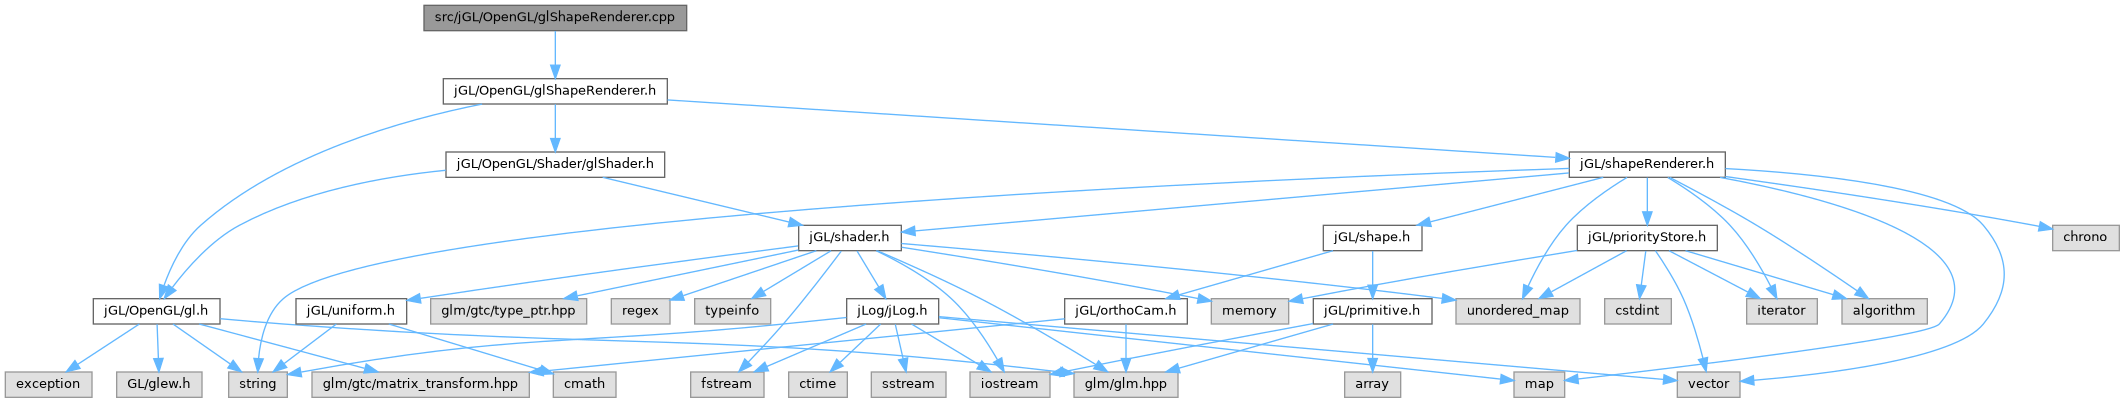 src/jGL/OpenGL/glShapeRenderer.cpp
jGL/OpenGL/glShapeRenderer.h
jGL/OpenGL/Shader/glShader.h
jGL/shapeRenderer.h
jGL/shader.h
jGL/shape.h
jGL/priorityStore.h
chrono
jGL/OpenGL/gl.h
jGL/uniform.h
glm/gtc/type_ptr.hpp
regex
typeinfo
jLog/jLog.h
jGL/orthoCam.h
memory
jGL/primitive.h
unordered_map
cstdint
iterator
algorithm
exception
GL/glew.h
string
glm/gtc/matrix_transform.hpp
cmath
fstream
ctime
sstream
iostream
glm/glm.hpp
array
map
vector